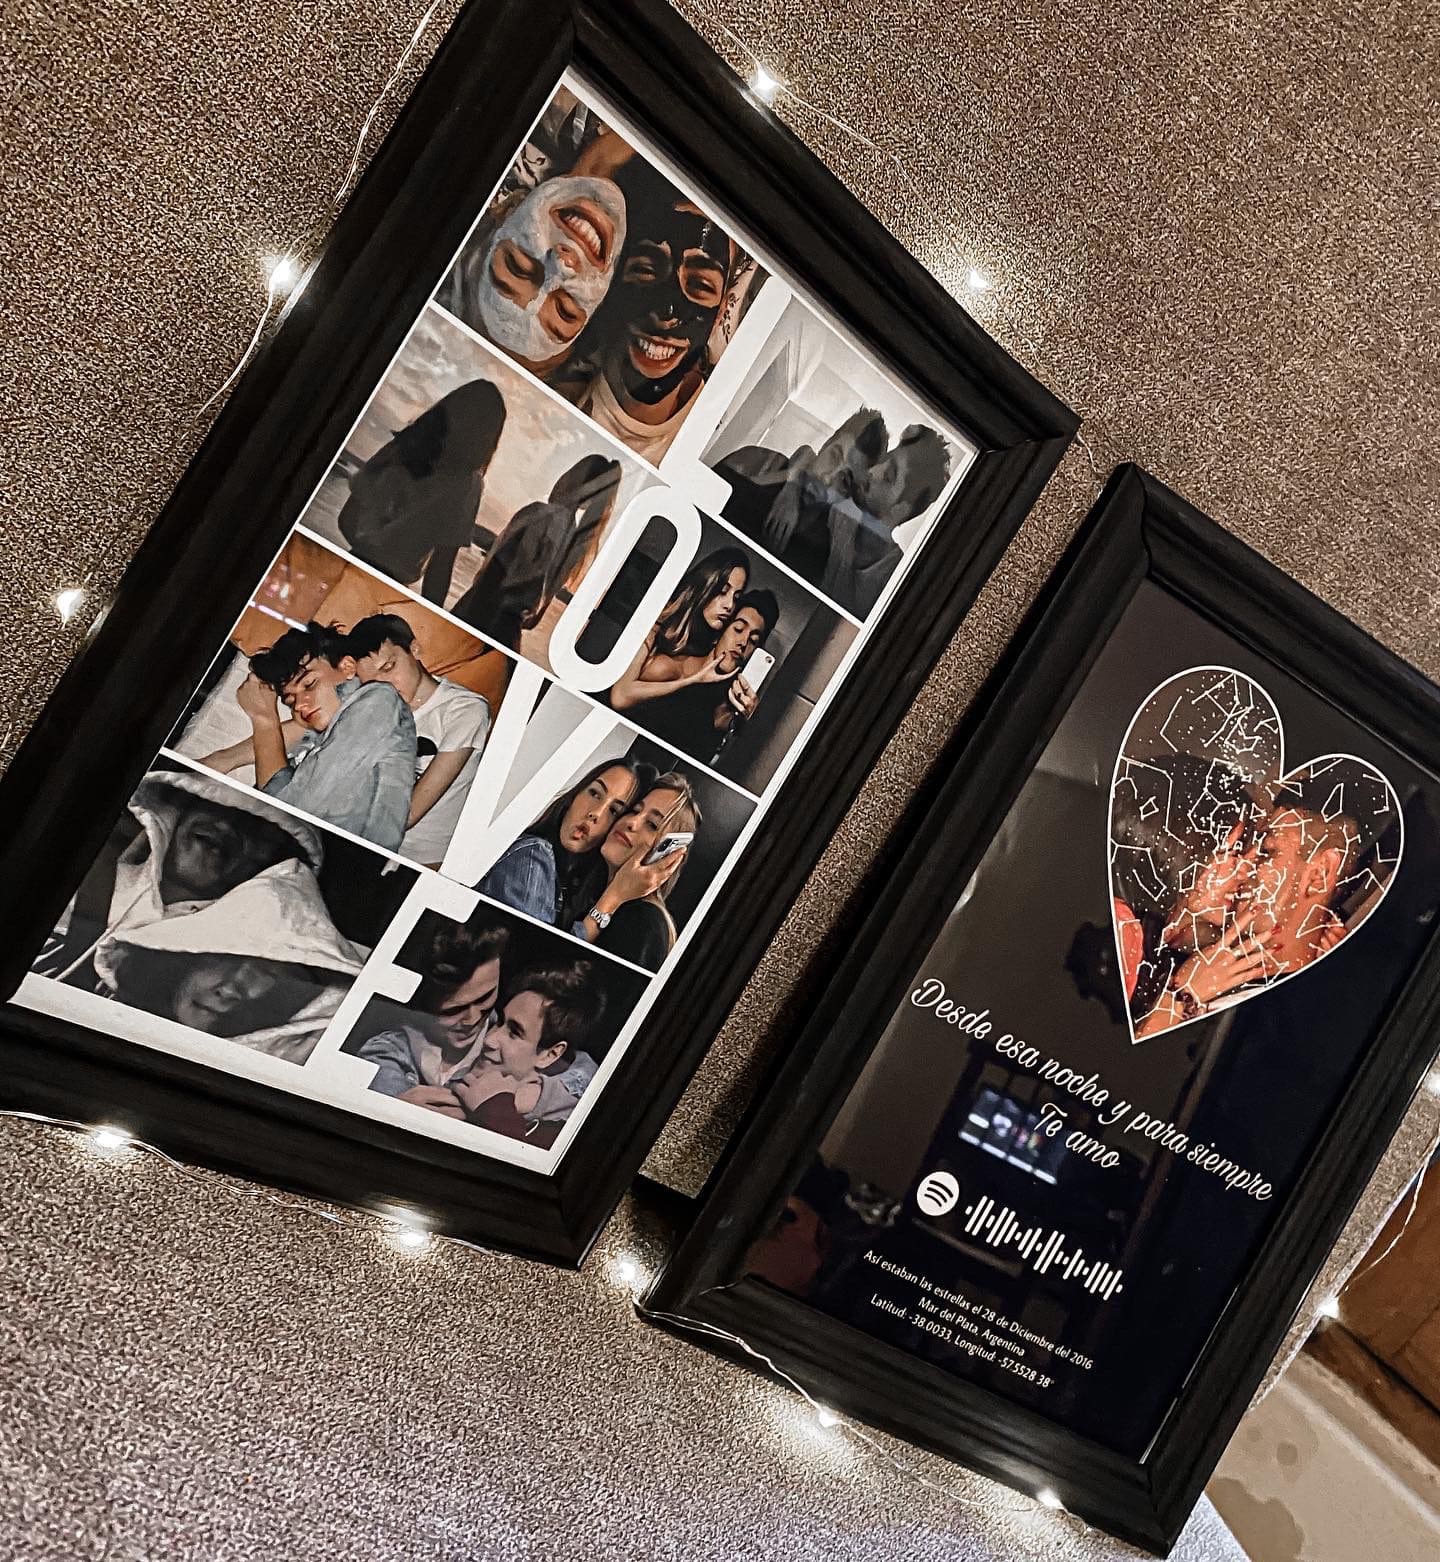 LOVE
Desde esa noche y para siempre
Te amo
Así estaban las estrellas el 28 de Diciembre del 2016
Mar del Plata, Argentina
Latitud: -38.0033, Longitud: -57.5528 38°